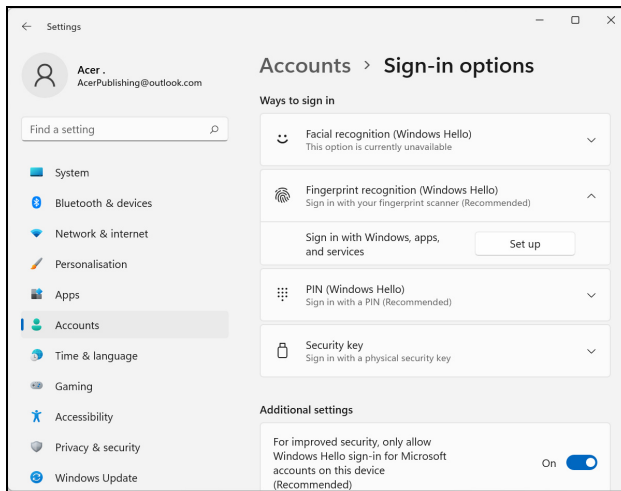 Settings
Acer .
AcerPublishing@outlook.com
Find a setting
System
Bluetooth & devices
Network & internet
Personalisation
Apps
Accounts
Time & language
Gaming
Accessibility
Privacy & security
Windows Update
Accounts > Sign-in options
Ways to sign in
Facial recognition (Windows Hello)
This option is currently unavailable
Fingerprint recognition (Windows Hello)
Sign in with your fingerprint scanner (Recommended)
Sign in with Windows, apps,
and services
Set up
PIN (Windows Hello)
Sign in with a PIN (Recommended)
Security key
Sign in with a physical security key
Additional settings
For improved security, only allow
Windows Hello sign-in for Microsoft
accounts on this device
(Recommended)
On